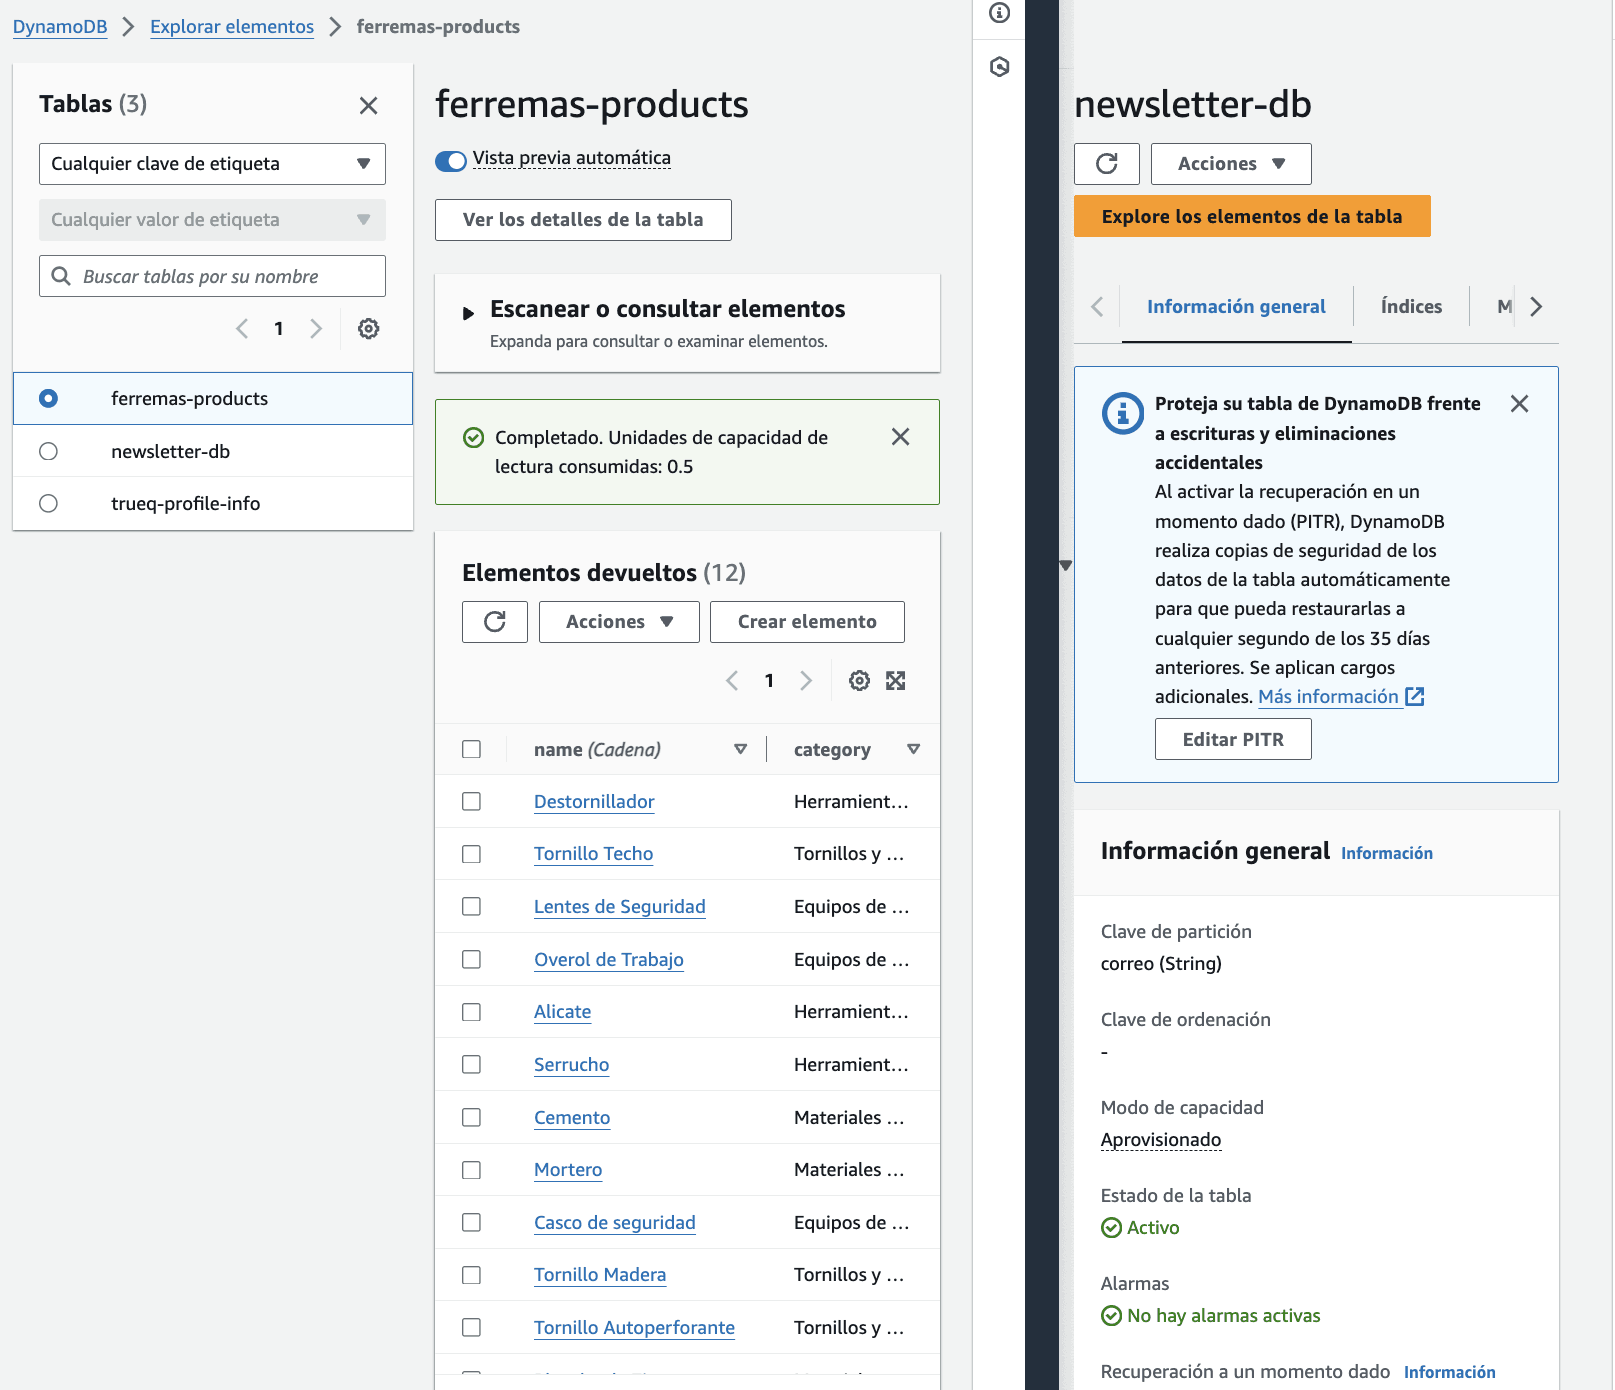 DynamoDB > Explorar elementos > ferremas-products
Tablas (3)
Cualquier clave de etiqueta
Cualquier valor de etiqueta
Buscar tablas por su nombre
1
ferremas-products
newsletter-db
trueq-profile-info
ferremas-products
Vista previa automática
Ver los detalles de la tabla
Escanear o consultar elementos
Expanda para consultar o examinar elementos.
Completado. Unidades de capacidad de
lectura consumidas: 0.5
Elementos devueltos (12)
Acciones
Crear elemento
1
name (Cadena) category
Destornillador Herramient...
Tornillo Techo Tornillos y ...
Lentes de Seguridad Equipos de ...
Overol de Trabajo Equipos de ...
Alicate Herramient...
Serrucho Herramient...
Cemento Materiales ...
Mortero Materiales ...
Casco de seguridad Equipos de ...
Tornillo Madera Tornillos y ...
Tornillo Autoperforante Tornillos y ...
newsletter-db
Acciones
Explore los elementos de la tabla
Información general
Índices
M
Proteja su tabla de DynamoDB frente
a escrituras y eliminaciones
accidentales
Al activar la recuperación en un
momento dado (PITR), DynamoDB
realiza copias de seguridad de los
datos de la tabla automáticamente
para que pueda restaurarlas a
cualquier segundo de los 35 días
anteriores. Se aplican cargos
adicionales. Más información
Editar PITR
Información general Información
Clave de partición
correo (String)
Clave de ordenación
-
Modo de capacidad
Aprovisionado
Estado de la tabla
Activo
Alarmas
No hay alarmas activas
Recuperación a un momento dado Información